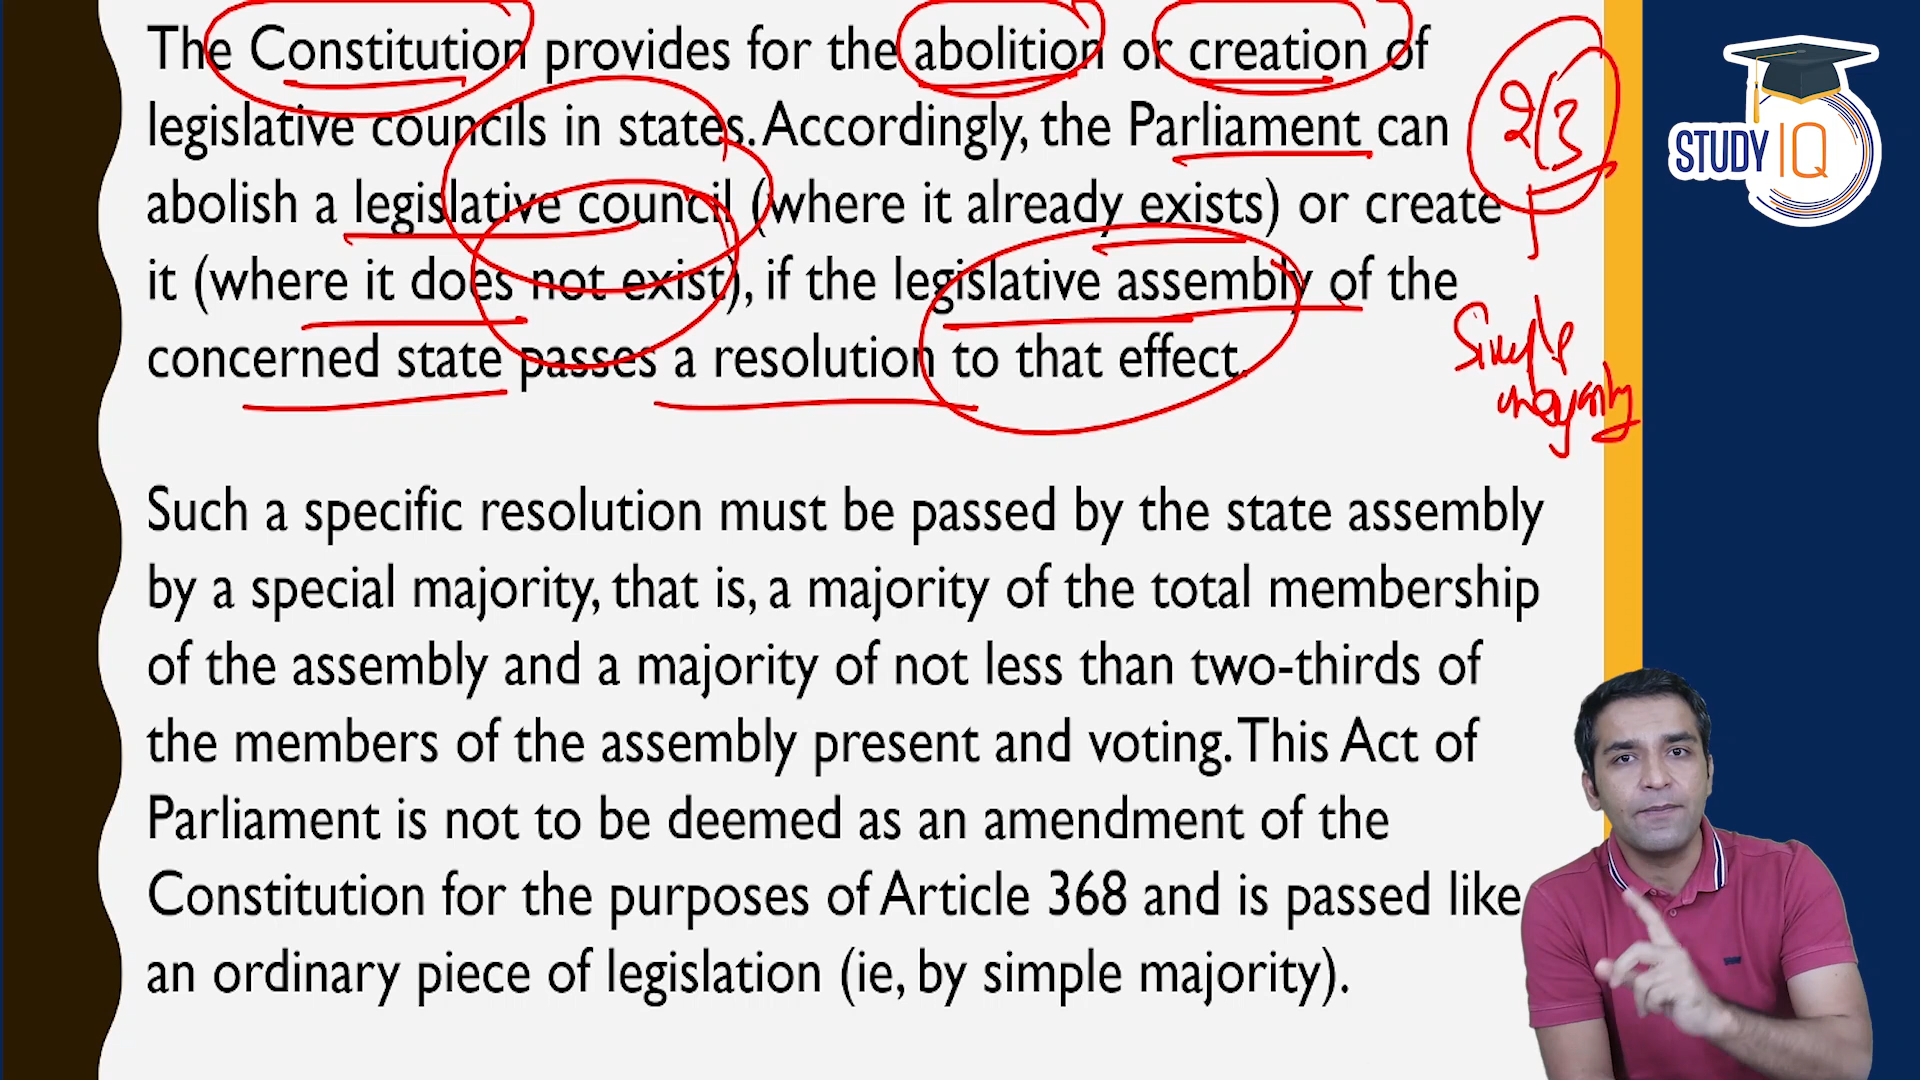 The Constitution provides for the abolition or creation of
legislative councils in states. Accordingly, the Parliament can
abolish a legislative council (where it already exists) or create
it (where it does not exist), if the legislative assembly of the
concerned state passes a resolution to that effect.
2/3
Simple
majority
STUDY IQ
Such a specific resolution must be passed by the state assembly
by a special majority, that is, a majority of the total membership
of the assembly and a majority of not less than two-thirds of
the members of the assembly present and voting. This Act of
Parliament is not to be deemed as an amendment of the
Constitution for the purposes of Article 368 and is passed like
an ordinary piece of legislation (ie, by simple majority).